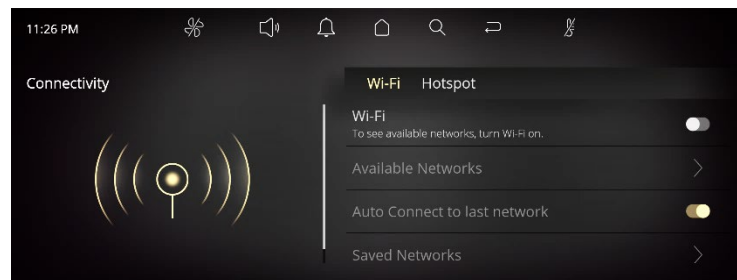 11:26 PM
Connectivity
Wi-Fi Hotspot
Wi-Fi
To see available networks, turn Wi-Fi on.
Available Networks
Auto Connect to last network
Saved Networks